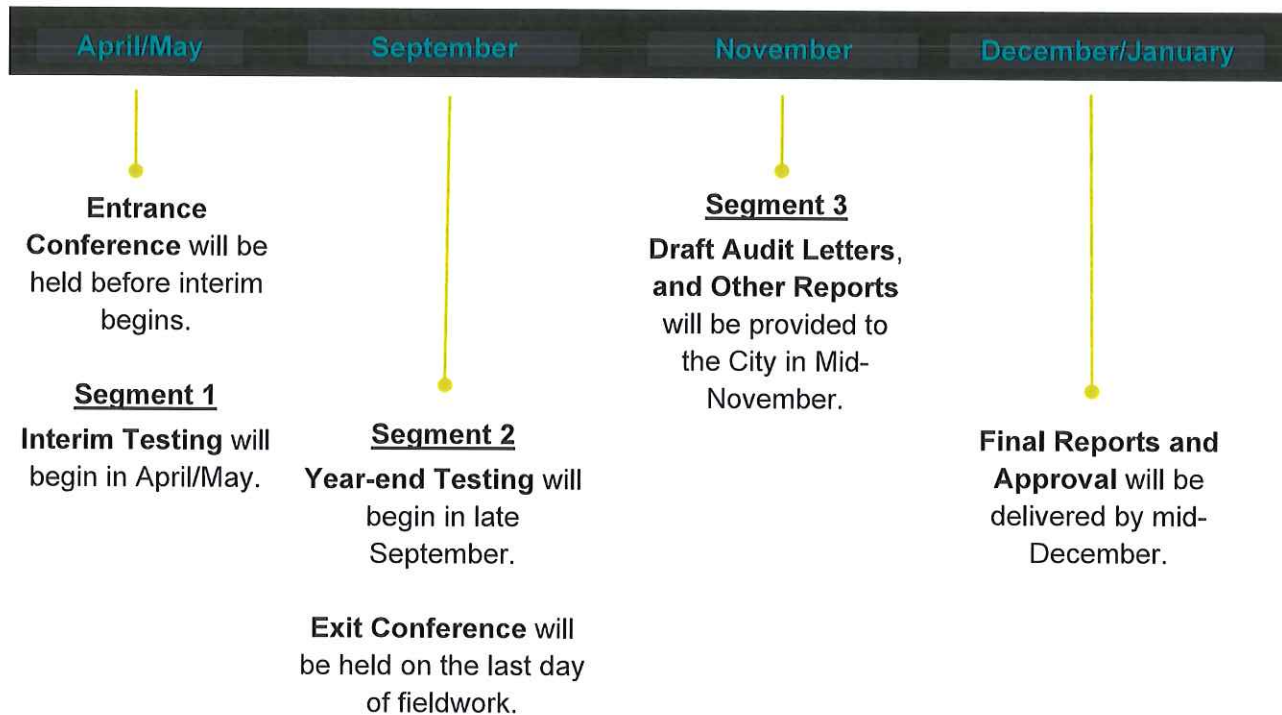 April/May
September
November
December/January
Entrance
Conference will be
held before interim
begins.
Segment 1
Interim Testing will
begin in April/May.
Segment 2
Year-end Testing will
begin in late
September.
Exit Conference will
be held on the last day
of fieldwork.
Segment 3
Draft Audit Letters,
and Other Reports
will be provided to
the City in Mid-
November.
Final Reports and
Approval will be
delivered by mid-
December.